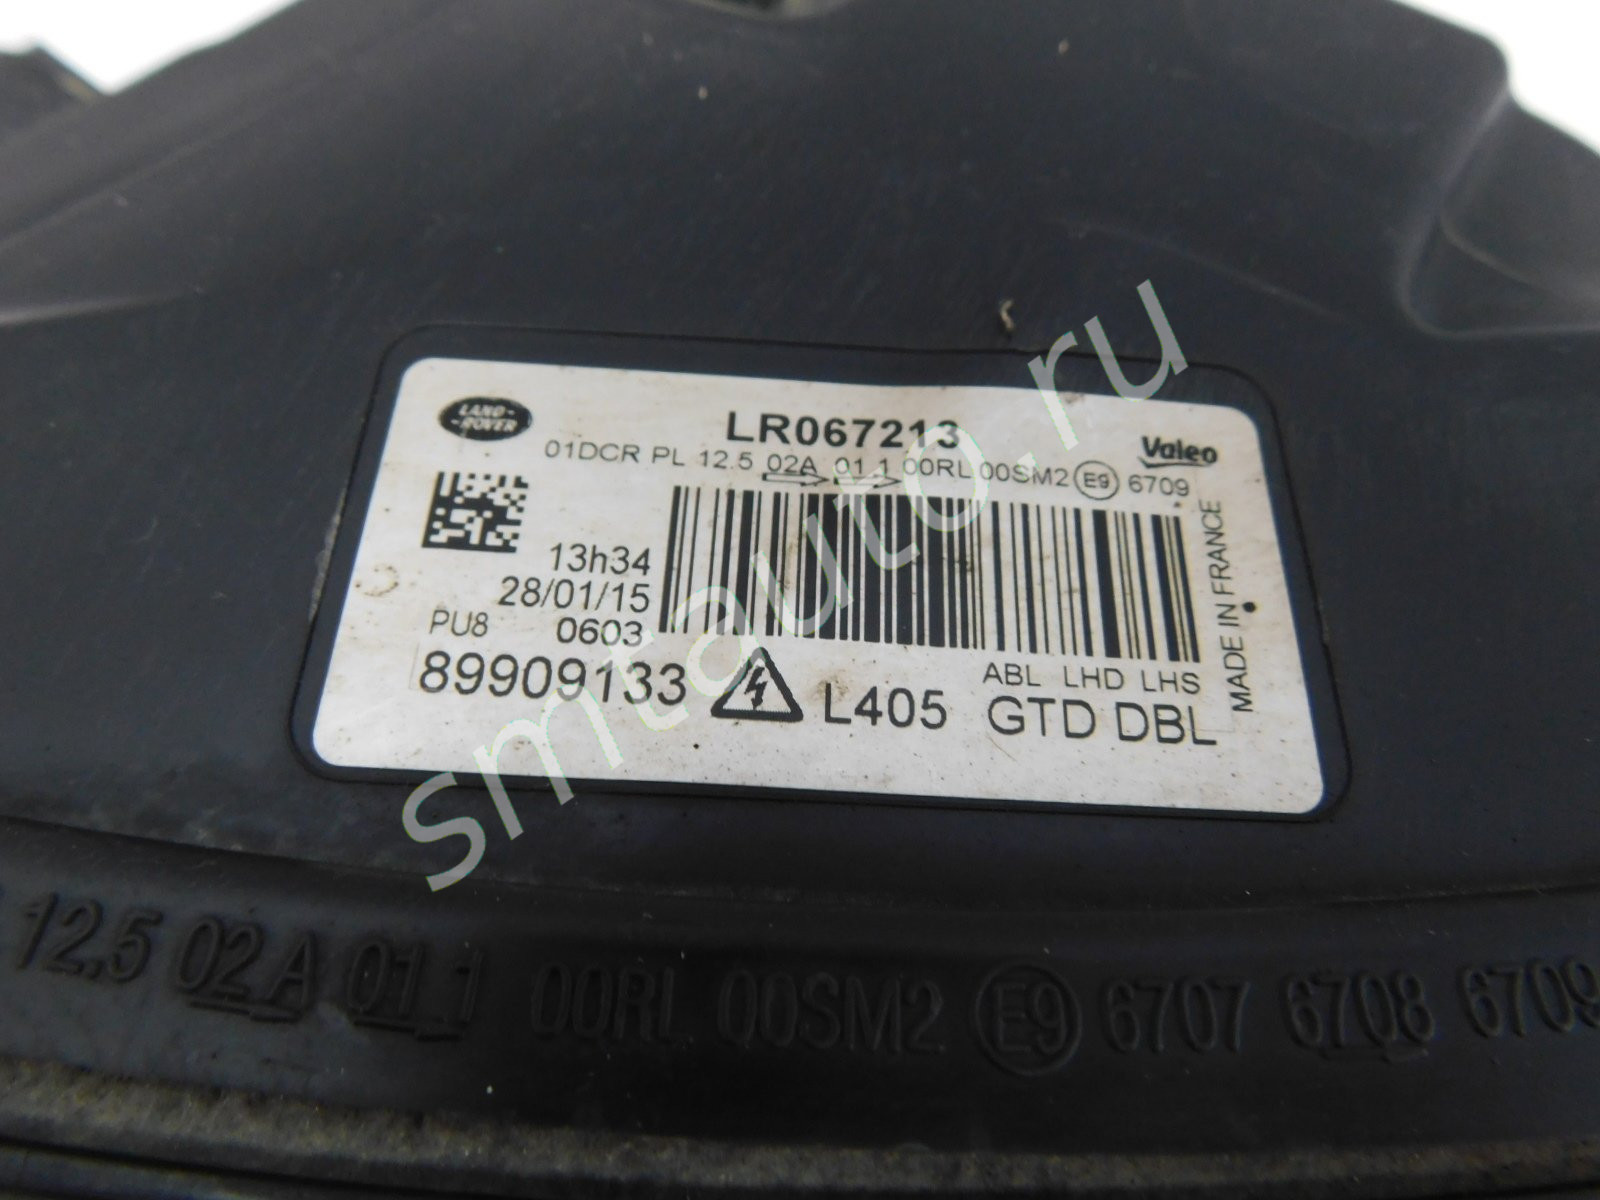 LAND-
-ROVER
LR067213
Valeo
01DCR PL 12.5 02A 01 1 00RL 00SM2 E9 6709
13h34
28/01/15
PU8 0603
89909133
L405
ABL LHD LHS
GTD DBL
MADE IN FRANCE
smtauto.ru
12,5 02 A 01 1 00RL 00SM2 E9 6707 6708 6709